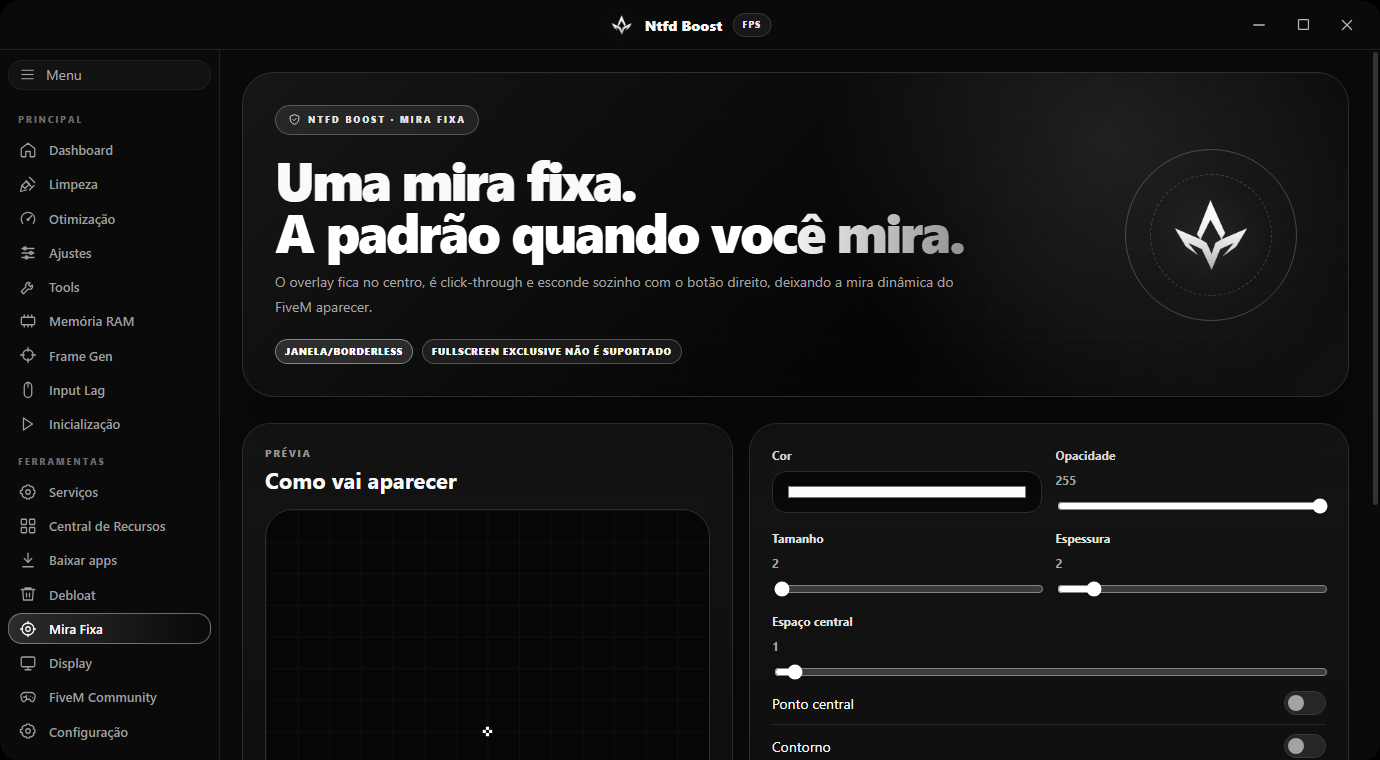 Ntfd Boost FPS
Menu
PRINCIPAL
Dashboard
Limpeza
Otimização
Ajustes
Tools
Memória RAM
Frame Gen
Input Lag
Inicialização
FERRAMENTAS
Serviços
Central de Recursos
Baixar apps
Debloat
Mira Fixa
Display
FiveM Community
Configuração
NTFD BOOST · MIRA FIXA
Uma mira fixa.
A padrão quando você mira.
O overlay fica no centro, é click-through e esconde sozinho com o botão direito, deixando a mira dinâmica do
FiveM aparecer.
JANELA/BORDERLESS
FULLSCREEN EXCLUSIVE NÃO É SUPORTADO
PRÉVIA
Como vai aparecer
Cor
Opacidade
255
Tamanho
2
Espessura
2
Espaço central
1
Ponto central
Contorno